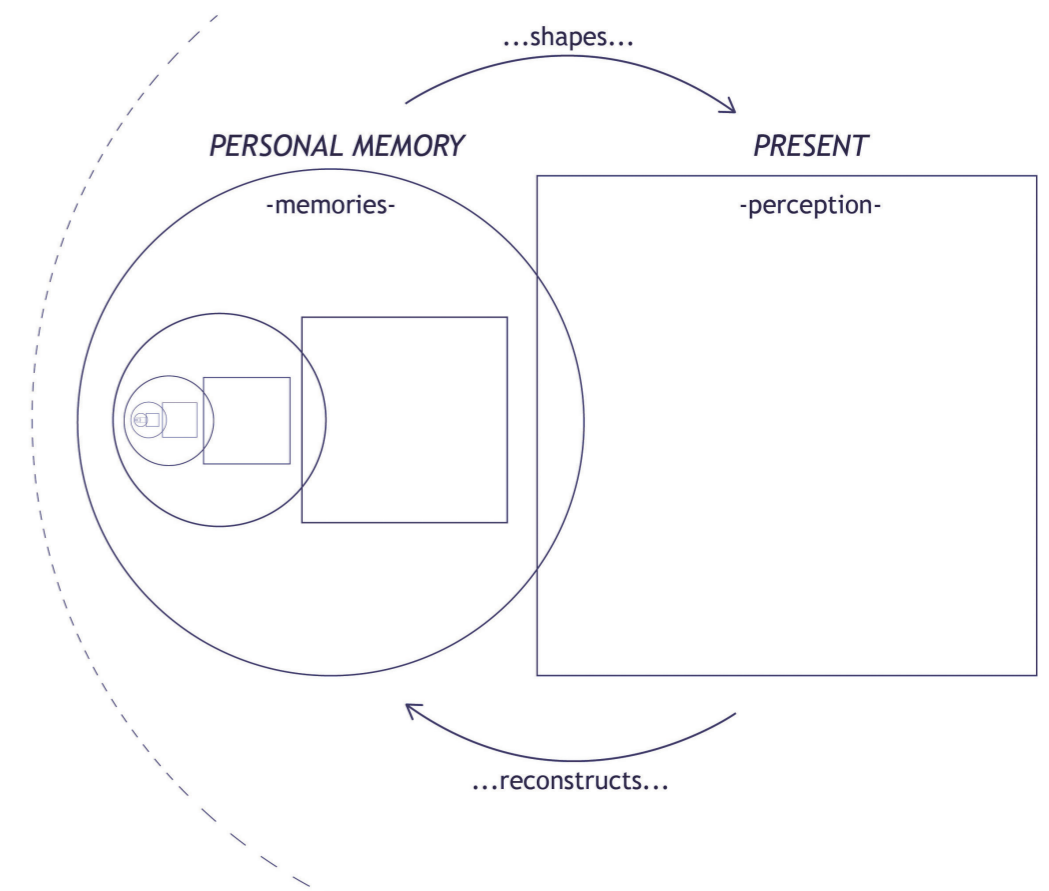 ...shapes...
PERSONAL MEMORY
PRESENT
-memories-
-perception-
...reconstructs...